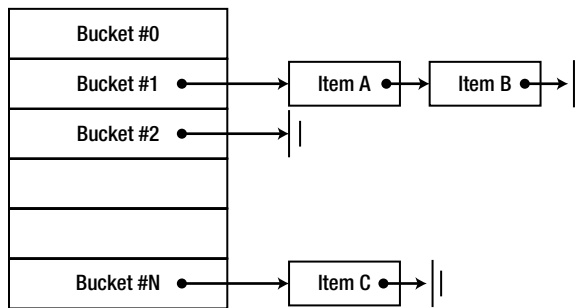 Bucket #0
Bucket #1 Item A Item B
Bucket #2
Bucket #N Item C